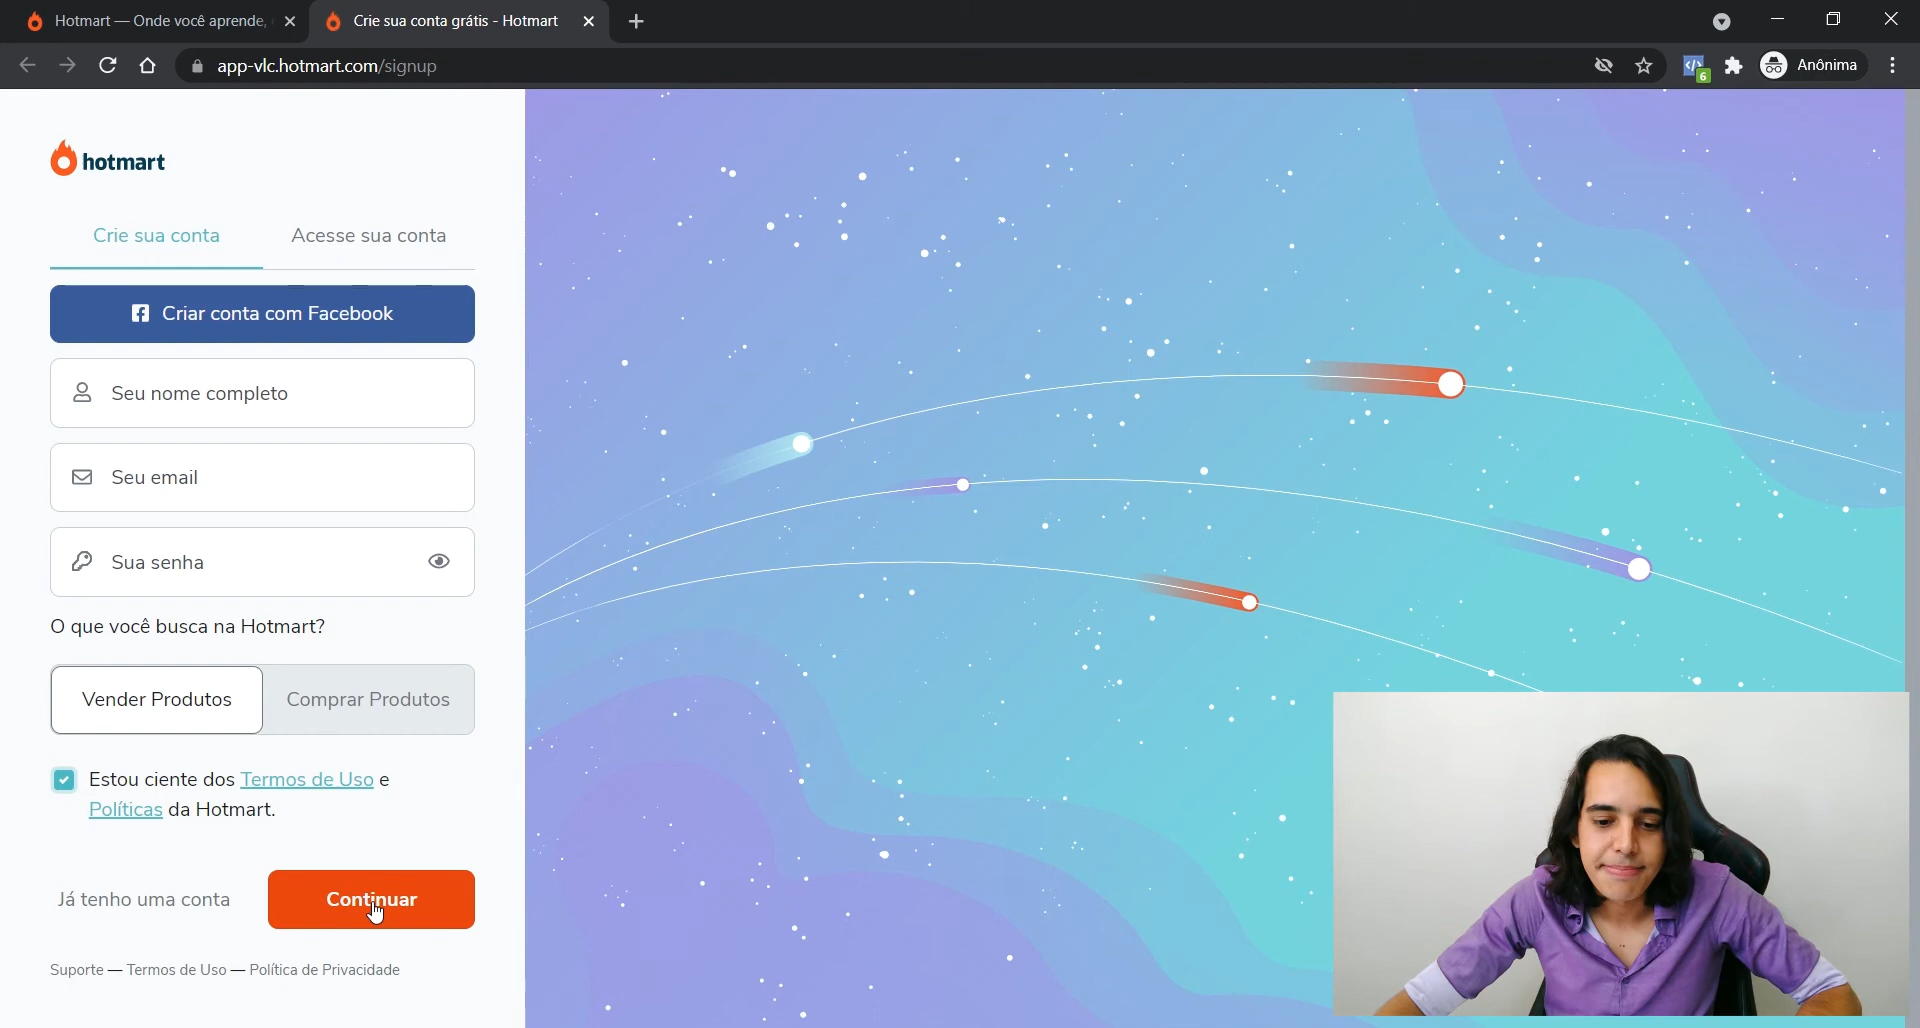 Hotmart — Onde você aprende,
Crie sua conta grátis - Hotmart
app-vlc.hotmart.com/signup
6
Anônima
hotmart
Crie sua conta
Acesse sua conta
Criar conta com Facebook
Seu nome completo
Seu email
Sua senha
O que você busca na Hotmart?
Vender Produtos
Comprar Produtos
Estou ciente dos Termos de Uso e
Políticas da Hotmart.
Já tenho uma conta
Continuar
Suporte — Termos de Uso — Política de Privacidade